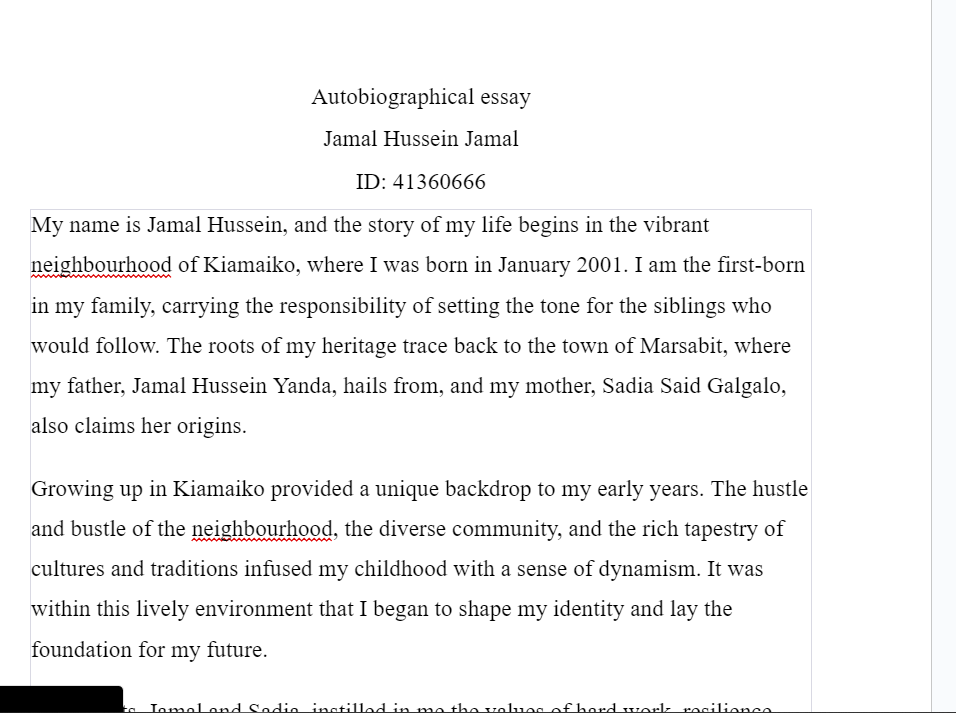 Autobiographical essay
Jamal Hussein Jamal
ID: 41360666
My name is Jamal Hussein, and the story of my life begins in the vibrant
neighbourhood of Kiamaiko, where I was born in January 2001. I am the first-born
in my family, carrying the responsibility of setting the tone for the siblings who
would follow. The roots of my heritage trace back to the town of Marsabit, where
my father, Jamal Hussein Yanda, hails from, and my mother, Sadia Said Galgalo,
also claims her origins.
Growing up in Kiamaiko provided a unique backdrop to my early years. The hustle
and bustle of the neighbourhood, the diverse community, and the rich tapestry of
cultures and traditions infused my childhood with a sense of dynamism. It was
within this lively environment that I began to shape my identity and lay the
foundation for my future.
Jamal and Sadia, instilled in me the values of hard work, resilience,